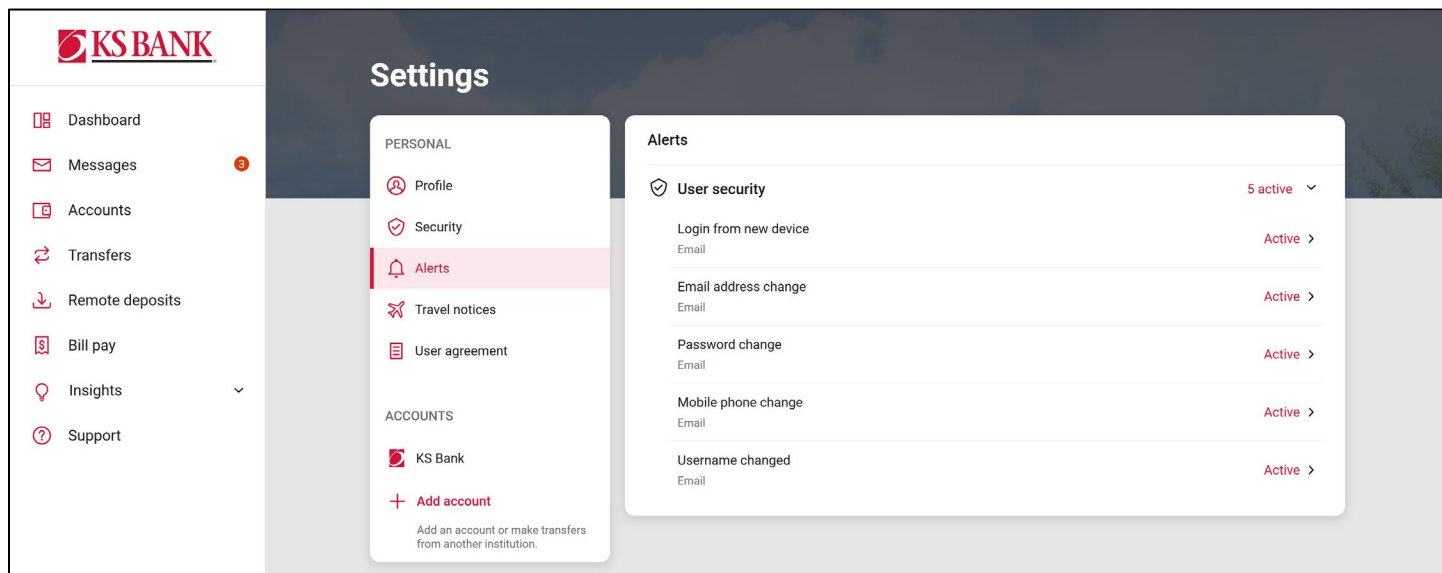 KS BANK
Dashboard
Messages 3
Accounts
Transfers
Remote deposits
Bill pay
Insights
Support
Settings
PERSONAL
Profile
Security
Alerts
Travel notices
User agreement
ACCOUNTS
KS Bank
Add account
Add an account or make transfers
from another institution.
Alerts
User security 5 active
Login from new device
Email
Active
Email address change
Email
Active
Password change
Email
Active
Mobile phone change
Email
Active
Username changed
Email
Active